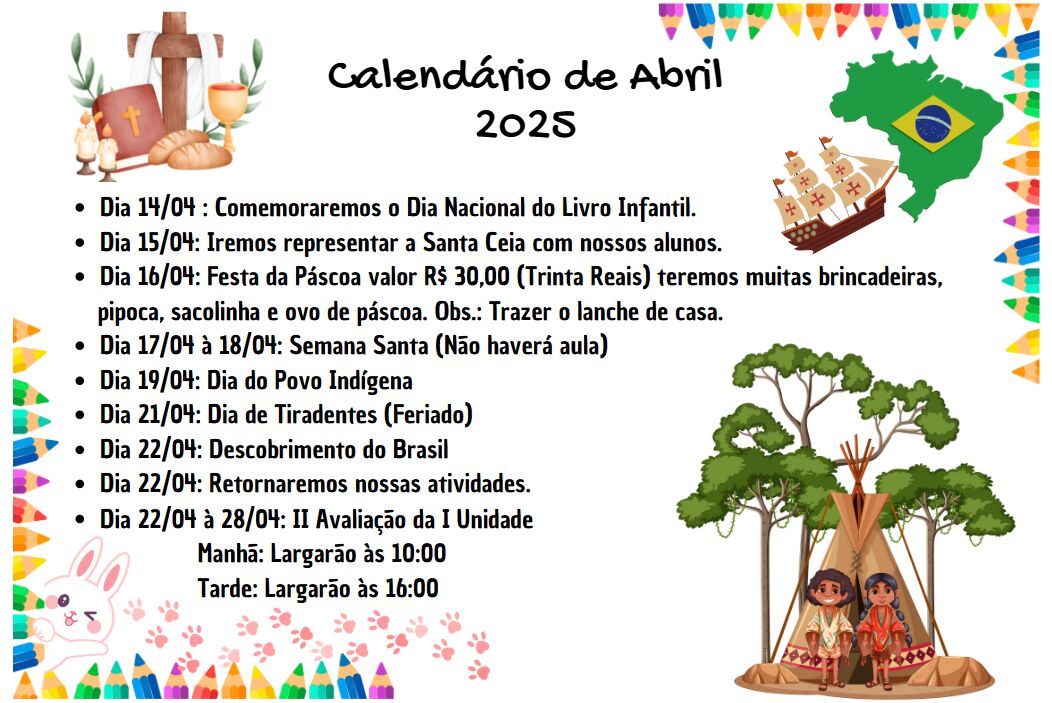 Calendário de Abril
2025
• Dia 14/04 : Comemoraremos o Dia Nacional do Livro Infantil.
• Dia 15/04: Iremos representar a Santa Ceia com nossos alunos.
• Dia 16/04: Festa da Páscoa valor R$ 30,00 (Trinta Reais) teremos muitas brincadeiras,
pipoca, sacolinha e ovo de páscoa. Obs.: Trazer o lanche de casa.
• Dia 17/04 à 18/04: Semana Santa (Não haverá aula)
• Dia 19/04: Dia do Povo Indígena
• Dia 21/04: Dia de Tiradentes (Feriado)
• Dia 22/04: Descobrimento do Brasil
• Dia 22/04: Retornaremos nossas atividades.
• Dia 22/04 à 28/04: II Avaliação da I Unidade
Manhã: Largarão às 10:00
Tarde: Largarão às 16:00